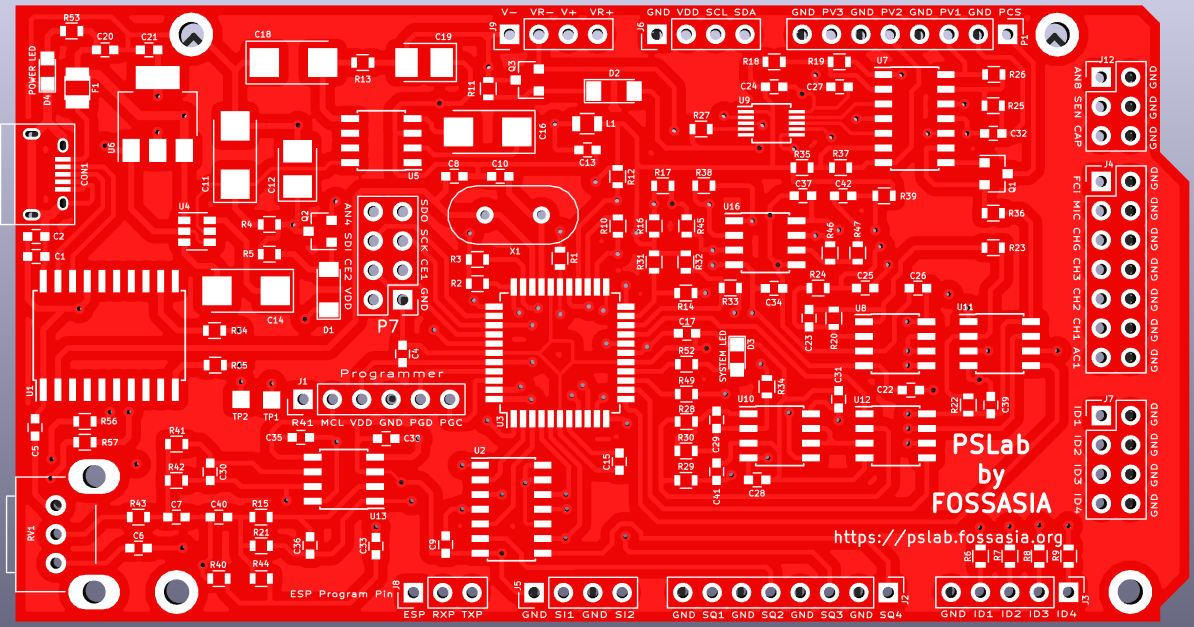 R53
C20
C21
POWER LED
D4
F1
C18
R13
C19
J9
V- VR- V+ VR+
J6
GND VDD SCL SDA
GND PV3 GND PV2 GND PV1 GND PCS
P1
U6
C11
C12
U5
R11
Q3
D2
C16
L1
C13
R18
C24
R19
C27
U7
U9
R27
R26
R25
C32
J12
AN8 GND
SEN GND
CAP GND
CON1
C2
C1
U4
R4
R5
Q2
AN4 SDO
SDI SCK
CE2 CE1
VDD GND
P7
C8
C10
X1
R3
R2
R1
R12
R10
R17
R38
R16
R45
R31
R32
R14
U16
R35
R37
C37
C42
R39
R46
R47
Q1
R36
R23
J4
FCI GND
MIC GND
CH6 GND
CH3 GND
CH2 GND
CH1 GND
AC1 GND
C14
D1
R34
U1
C4
C17
R52
R49
R28
R30
R29
R33
C34
R24
C25
C26
C23
R20
U8
U11
SYSTEM LED
D3
R34
C31
C22
R22
C39
U10
U12
C29
C41
C28
TP2
TP1
Programmer
J1
R41 MCL VDD GND PGD PGC
U3
J7
ID1 GND
ID2 GND
ID3 GND
ID4 GND
C5
R56
R57
R41
R42
C30
C35
U13
U2
C15
PSLab
by
FOSSASIA
https://pslab.fossasia.org
RV1
R43
C7
C40
R15
C6
R21
R40
R44
C36
C33
C9
R6
R7
R8
R9
ESP Program Pin
J8
ESP RXP TXP
J5
GND SI1 GND SI2
GND SQ1 GND SQ2 GND SQ3 GND SQ4
J2
GND ID1 ID2 ID3 ID4
J3